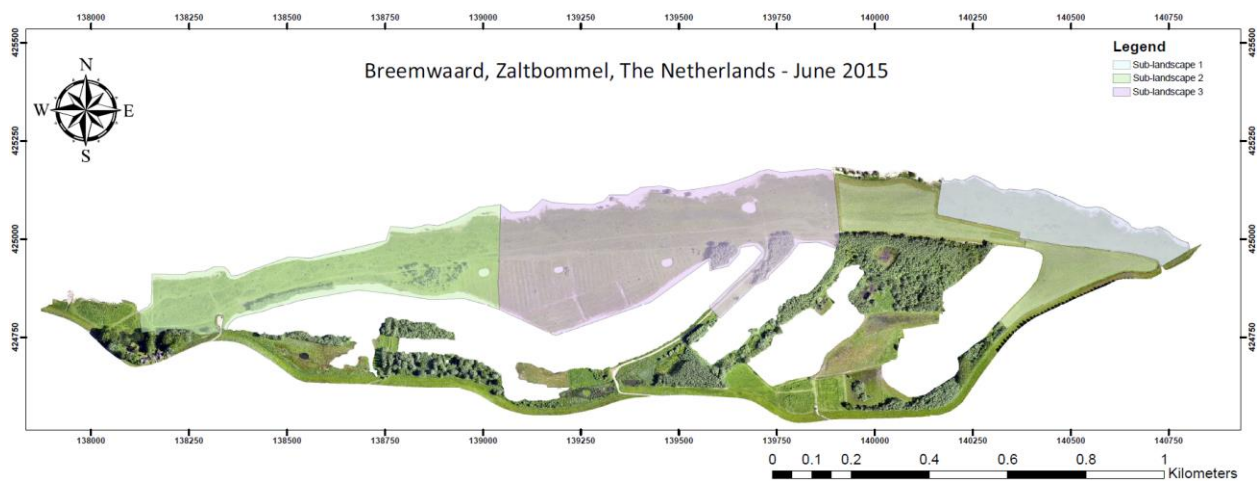 138000 138250 138500 138750 139000 139250 139500 139750 140000 140250 140500 140750
425500 425500
Breemwaard, Zaltbommel, The Netherlands - June 2015
Legend
Sub-landscape 1
Sub-landscape 2
Sub-landscape 3
N
W E
S
425250 425250
425000 425000
424750 424750
138000 138250 138500 138750 139000 139250 139500 139750 140000 140250 140500 140750
0 0.1 0.2 0.4 0.6 0.8 1
Kilometers